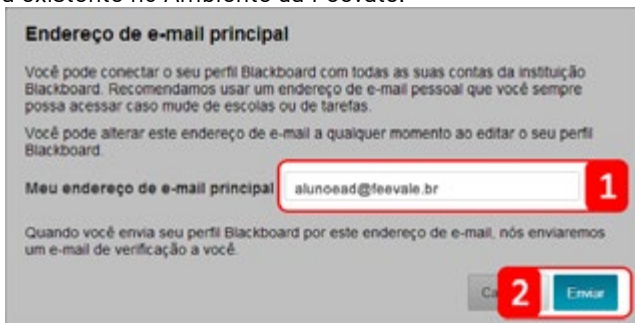 a existente no Ambiente da Feevale.
Endereço de e-mail principal
Você pode conectar o seu perfil Blackboard com todas as suas contas da instituição
Blackboard. Recomendamos usar um endereço de e-mail pessoal que você sempre
possa acessar caso mude de escolas ou de tarefas.
Você pode alterar este endereço de e-mail a qualquer momento ao editar o seu perfil
Blackboard.
Meu endereço de e-mail principal alunoead@feevale.br 1
Quando você envia seu perfil Blackboard por este endereço de e-mail, nós enviaremos
um e-mail de verificação a você.
2 Enviar